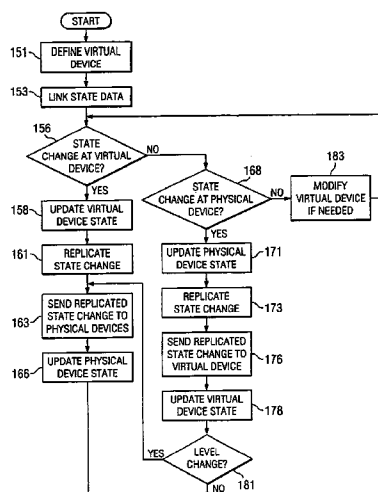 START
151
DEFINE VIRTUAL
DEVICE
153
LINK STATE DATA
156
STATE
CHANGE AT VIRTUAL
DEVICE?
NO
YES
168
STATE
CHANGE AT PHYSICAL
DEVICE?
NO
YES
183
MODIFY
VIRTUAL DEVICE
IF NEEDED
158
UPDATE VIRTUAL
DEVICE STATE
161
REPLICATE
STATE CHANGE
163
SEND REPLICATED
STATE CHANGE TO
PHYSICAL DEVICES
166
UPDATE PHYSICAL
DEVICE STATE
UPDATE PHYSICAL
DEVICE STATE
171
REPLICATE
STATE CHANGE
173
SEND REPLICATED
STATE CHANGE TO
VIRTUAL DEVICE
176
UPDATE VIRTUAL
DEVICE STATE
178
YES
LEVEL
CHANGE?
181
NO